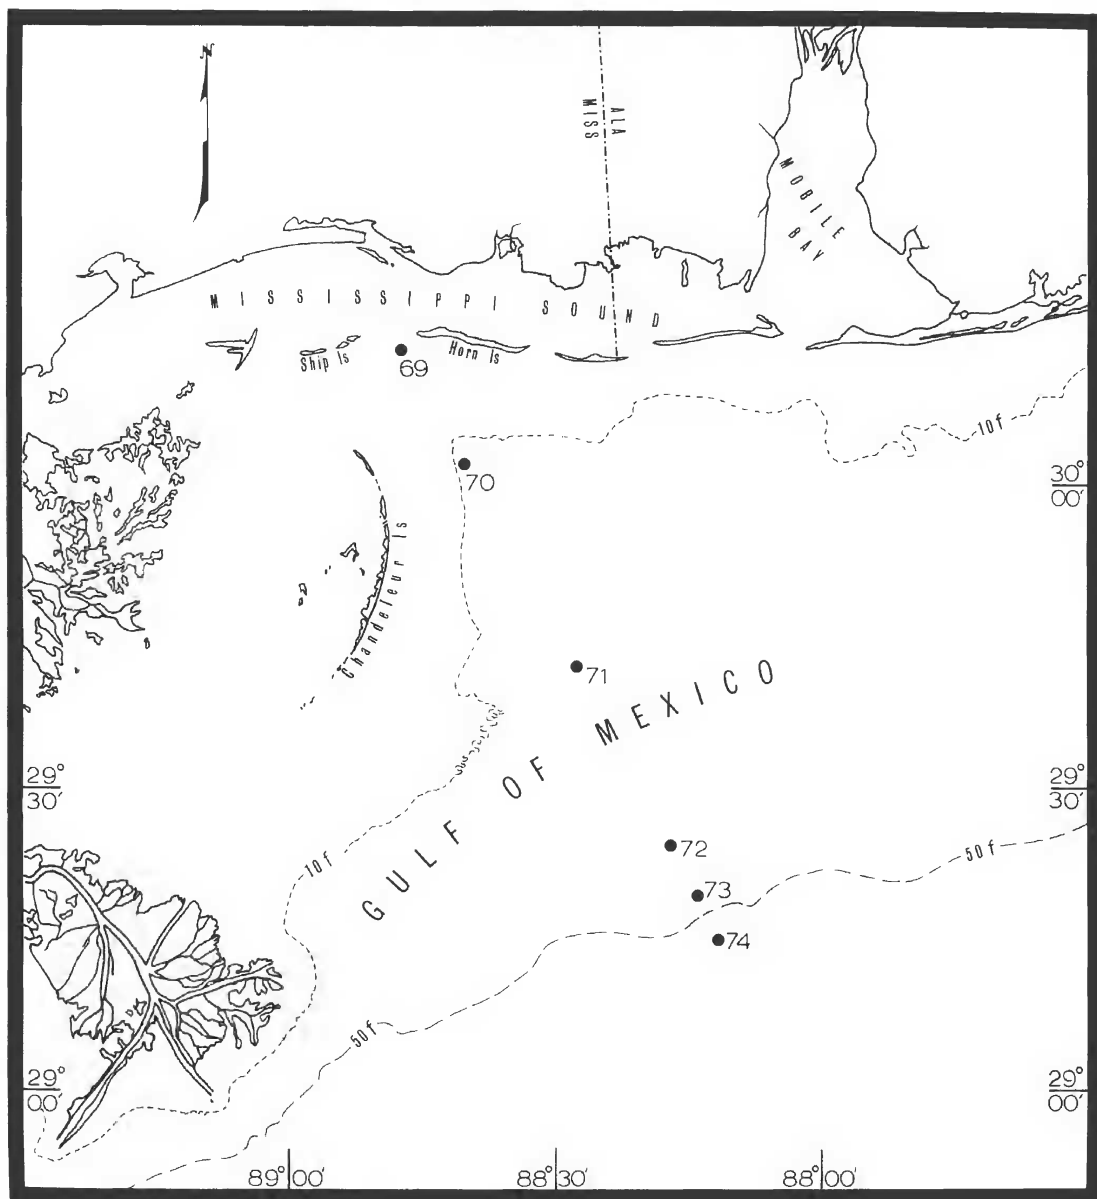 N
ALA
MISS
MOBILE
BAY
MISSISSIPPI SOUND
Ship Is
Horn Is
69
10f
70
30°
00'
Chandeleur Is
71
GULF OF MEXICO
29°
30'
29°
30'
72
50f
10f
73
74
50f
29°
00'
29°
00'
89°00'
88°30'
88°00'